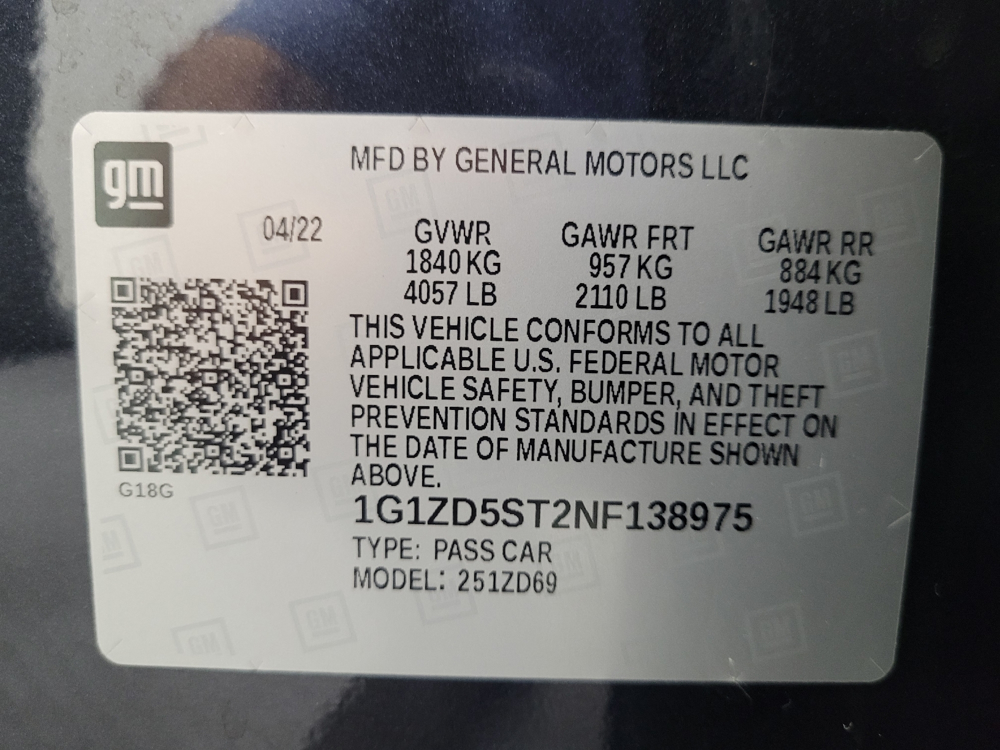 gm
MFD BY GENERAL MOTORS LLC
04/22
GVWR GAWR FRT GAWR RR
1840 KG 957 KG 884 KG
4057 LB 2110 LB 1948 LB
THIS VEHICLE CONFORMS TO ALL
APPLICABLE U.S. FEDERAL MOTOR
VEHICLE SAFETY, BUMPER, AND THEFT
PREVENTION STANDARDS IN EFFECT ON
THE DATE OF MANUFACTURE SHOWN
ABOVE.
G18G
1G1ZD5ST2NF138975
TYPE: PASS CAR
MODEL: 251ZD69